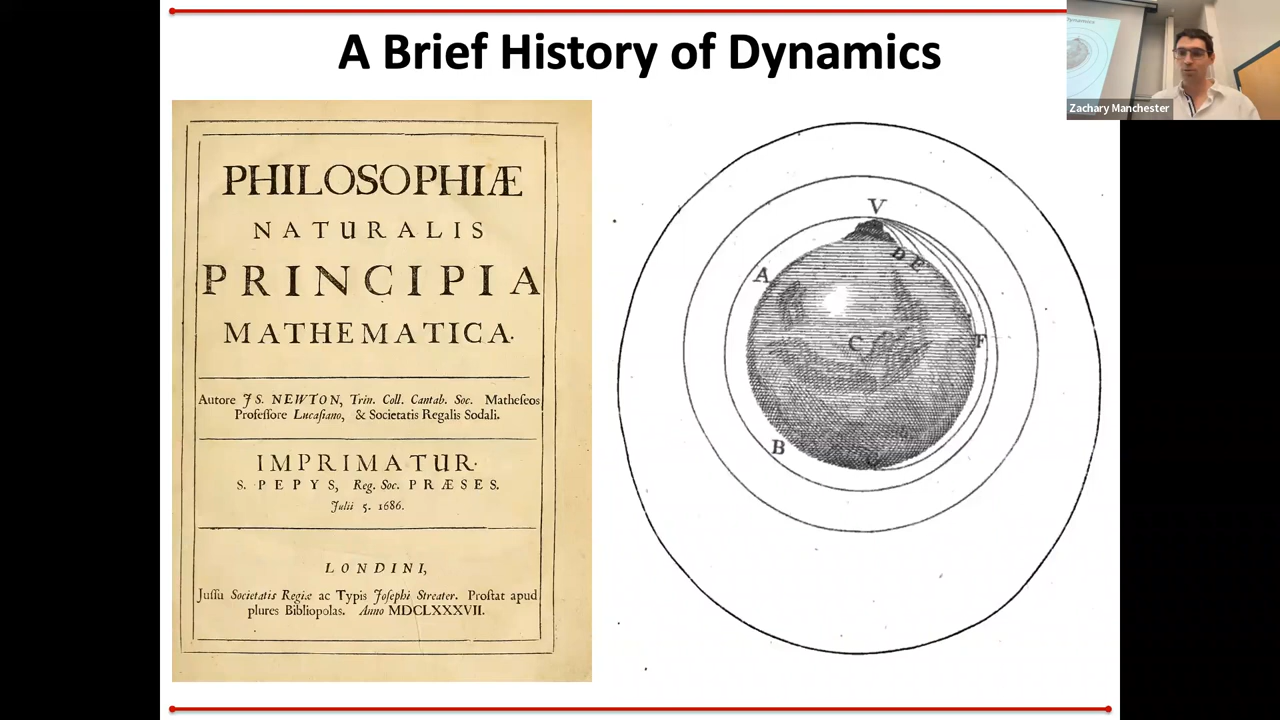 A Brief History of Dynamics
Zachary Manchester
PHILOSOPHIÆ
NATURALIS
PRINCIPIA
MATHEMATICA.
Autore JS. NEWTON, Trin. Coll. Cantab. Soc. Matheſeos
Profeſſore Lucaſiano, & Societatis Regalis Sodali.
IMPRIMATUR·
S. PEPYS, Reg. Soc. PRÆSES.
Julii 5. 1686.
LONDINI,
Juſſu Societatis Regiæ ac Typis Joſephi Streater. Proſtat apud
plures Bibliopolas. Anno MDCLXXXVII.
V
D E
A
C
F
B
G